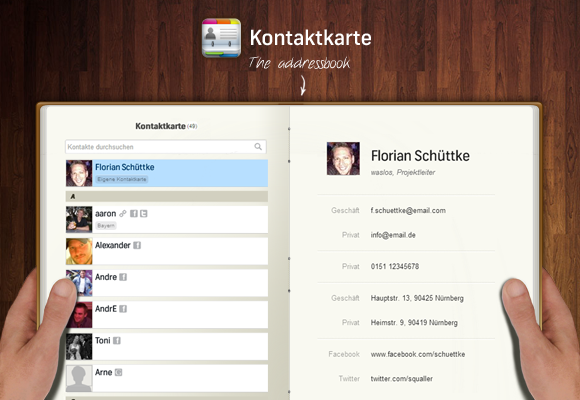 Kontaktkarte
The addressbook
Kontaktkarte (49)
Kontakte durchsuchen
Florian Schüttke
Eigene Kontaktkarte
A
aaron
Bayern
Alexander
Andre
AndrE
Toni
Arne
Florian Schüttke
waslos, Projektleiter
Geschäft f.schuettke@email.com
Privat info@email.de
Privat 0151 12345678
Geschäft Hauptstr. 13, 90425 Nürnberg
Privat Heimstr. 9, 90419 Nürnberg
Facebook www.facebook.com/schuettke
Twitter twitter.com/squaller